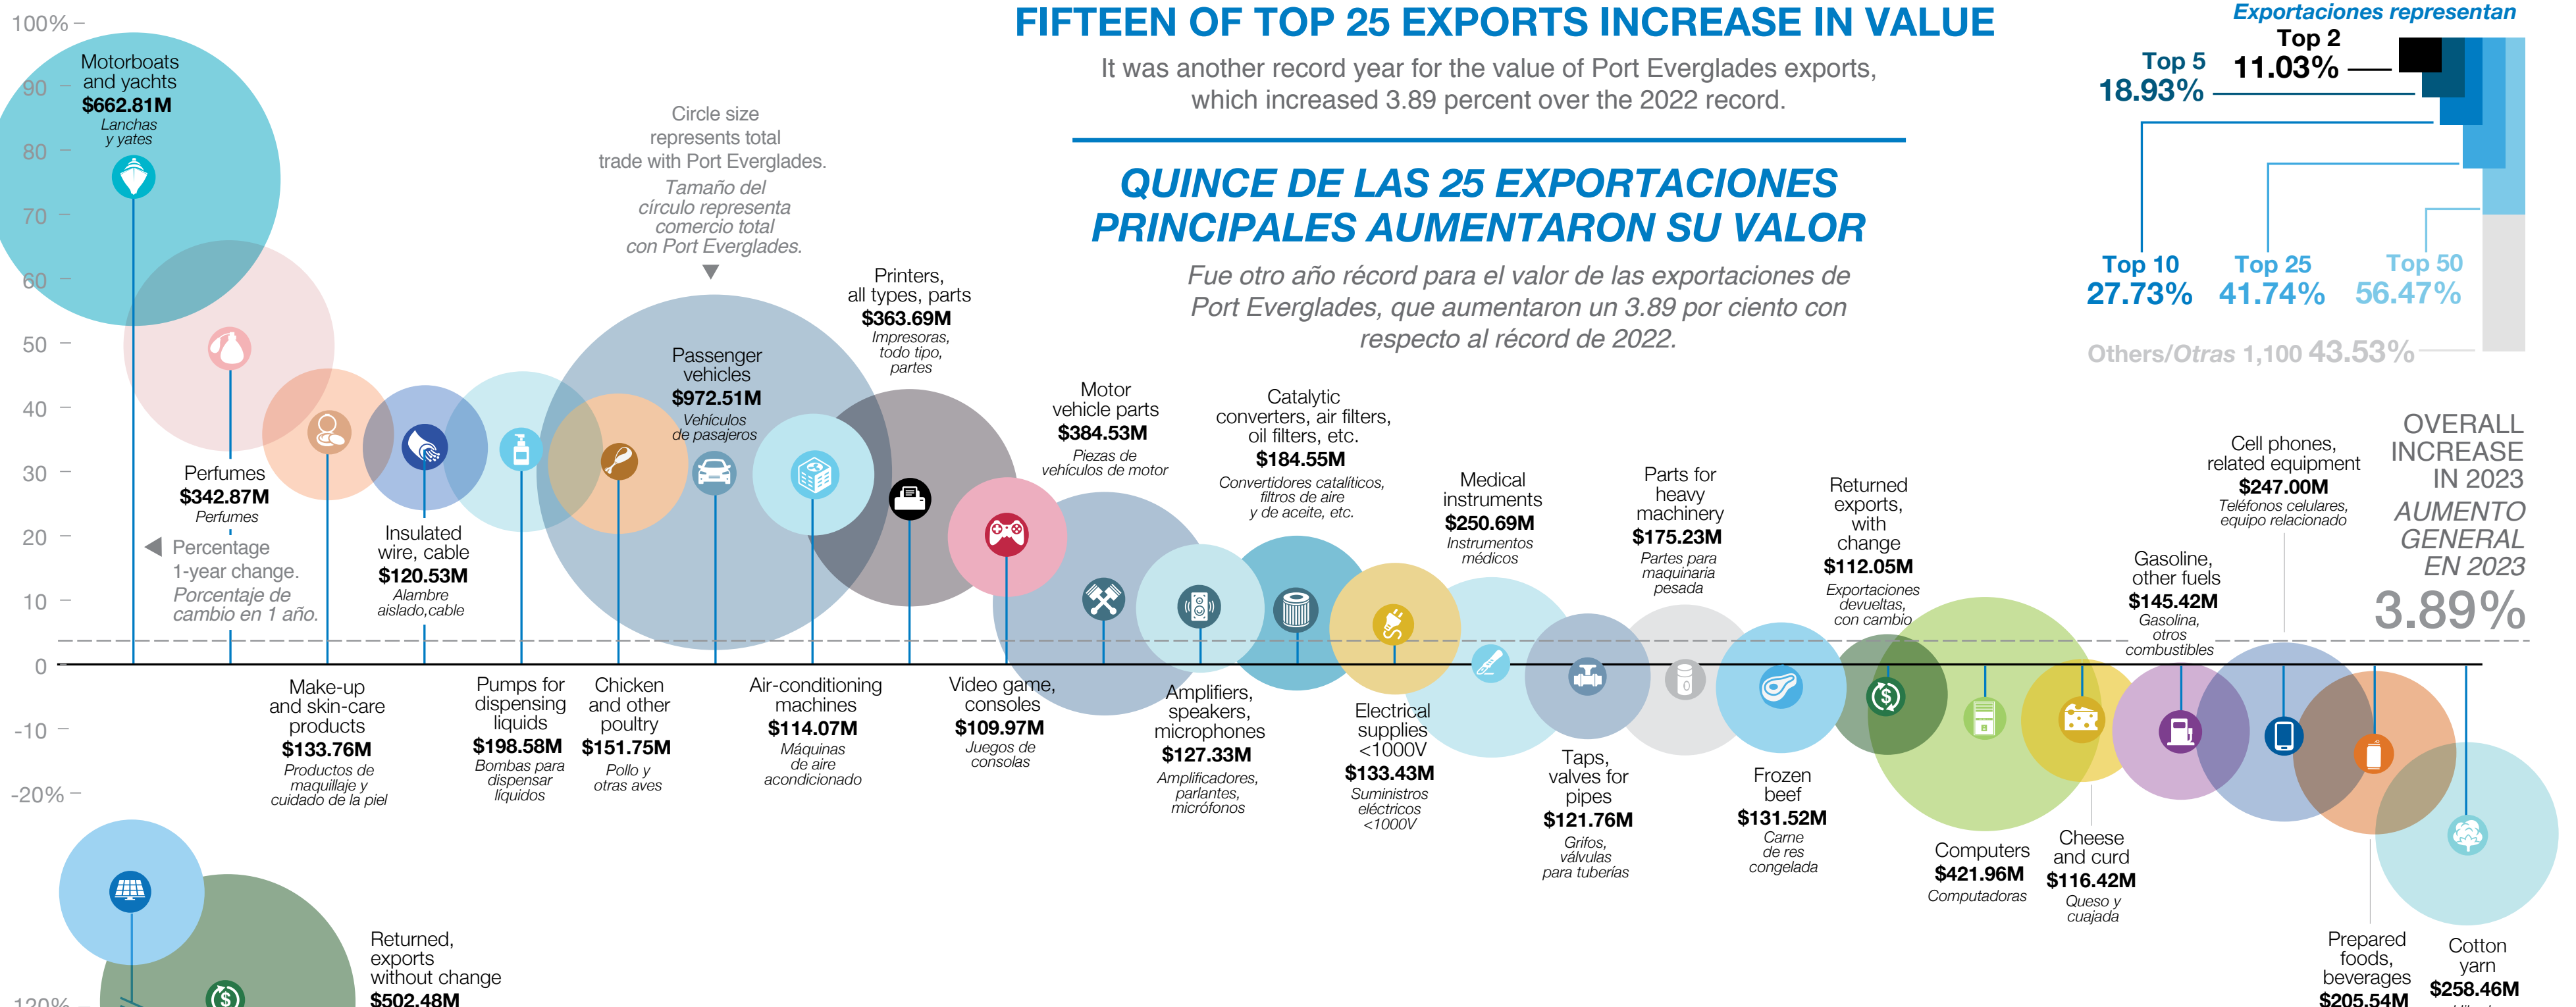 FIFTEEN OF TOP 25 EXPORTS INCREASE IN VALUE
It was another record year for the value of Port Everglades exports,
which increased 3.89 percent over the 2022 record.
QUINCE DE LAS 25 EXPORTACIONES
PRINCIPALES AUMENTARON SU VALOR
Fue otro año récord para el valor de las exportaciones de
Port Everglades, que aumentaron un 3.89 por ciento con
respecto al récord de 2022.
Exportaciones representan
Top 2
11.03%
Top 5
18.93%
Top 10
27.73%
Top 25
41.74%
Top 50
56.47%
Others/Otras 1,100 43.53%
OVERALL
INCREASE
IN 2023
AUMENTO
GENERAL
EN 2023
3.89%
100%
90
80
70
60
50
40
30
20
10
0
-10
-20%
Circle size
represents total
trade with Port Everglades.
Tamaño del
círculo representa
comercio total
con Port Everglades.
Percentage
1-year change.
Porcentaje de
cambio en 1 año.
Motorboats
and yachts
$662.81M
Lanchas
y yates
Perfumes
$342.87M
Perfumes
Make-up
and skin-care
products
$133.76M
Productos de
maquillaje y
cuidado de la piel
Insulated
wire, cable
$120.53M
Alambre
aislado,cable
Pumps for
dispensing
liquids
$198.58M
Bombas para
dispensar
líquidos
Chicken
and other
poultry
$151.75M
Pollo y
otras aves
Passenger
vehicles
$972.51M
Vehículos
de pasajeros
Air-conditioning
machines
$114.07M
Máquinas
de aire
acondicionado
Printers,
all types, parts
$363.69M
Impresoras,
todo tipo,
partes
Video game,
consoles
$109.97M
Juegos de
consolas
Motor
vehicle parts
$384.53M
Piezas de
vehículos de motor
Amplifiers,
speakers,
microphones
$127.33M
Amplificadores,
parlantes,
micrófonos
Catalytic
converters, air filters,
oil filters, etc.
$184.55M
Convertidores catalíticos,
filtros de aire
y de aceite, etc.
Electrical
supplies
<1000V
$133.43M
Suministros
eléctricos
<1000V
Medical
instruments
$250.69M
Instrumentos
médicos
Taps,
valves for
pipes
$121.76M
Grifos,
válvulas
para tuberías
Parts for
heavy
machinery
$175.23M
Partes para
maquinaria
pesada
Frozen
beef
$131.52M
Carne
de res
congelada
Returned
exports,
with
change
$112.05M
Exportaciones
devueltas,
con cambio
Computers
$421.96M
Computadoras
Cheese
and curd
$116.42M
Queso y
cuajada
Gasoline,
other fuels
$145.42M
Gasolina,
otros
combustibles
Cell phones,
related equipment
$247.00M
Teléfonos celulares,
equipo relacionado
Prepared
foods,
beverages
$205.54M
Cotton
yarn
$258.46M
Returned,
exports
without change
$502.48M
120%